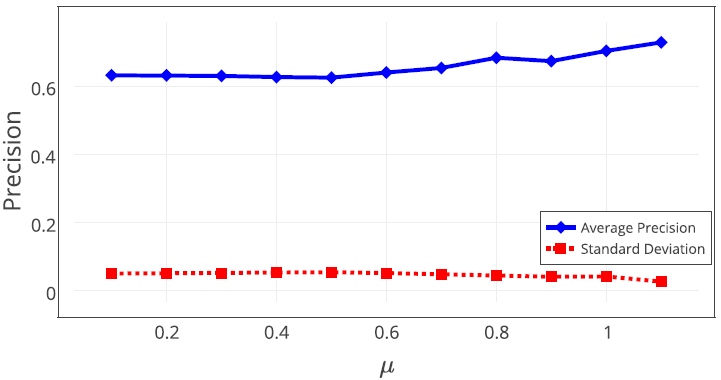 Precision
0.6
0.4
0.2
0
Average Precision
Standard Deviation
0.2 0.4 0.6 0.8 1
μ